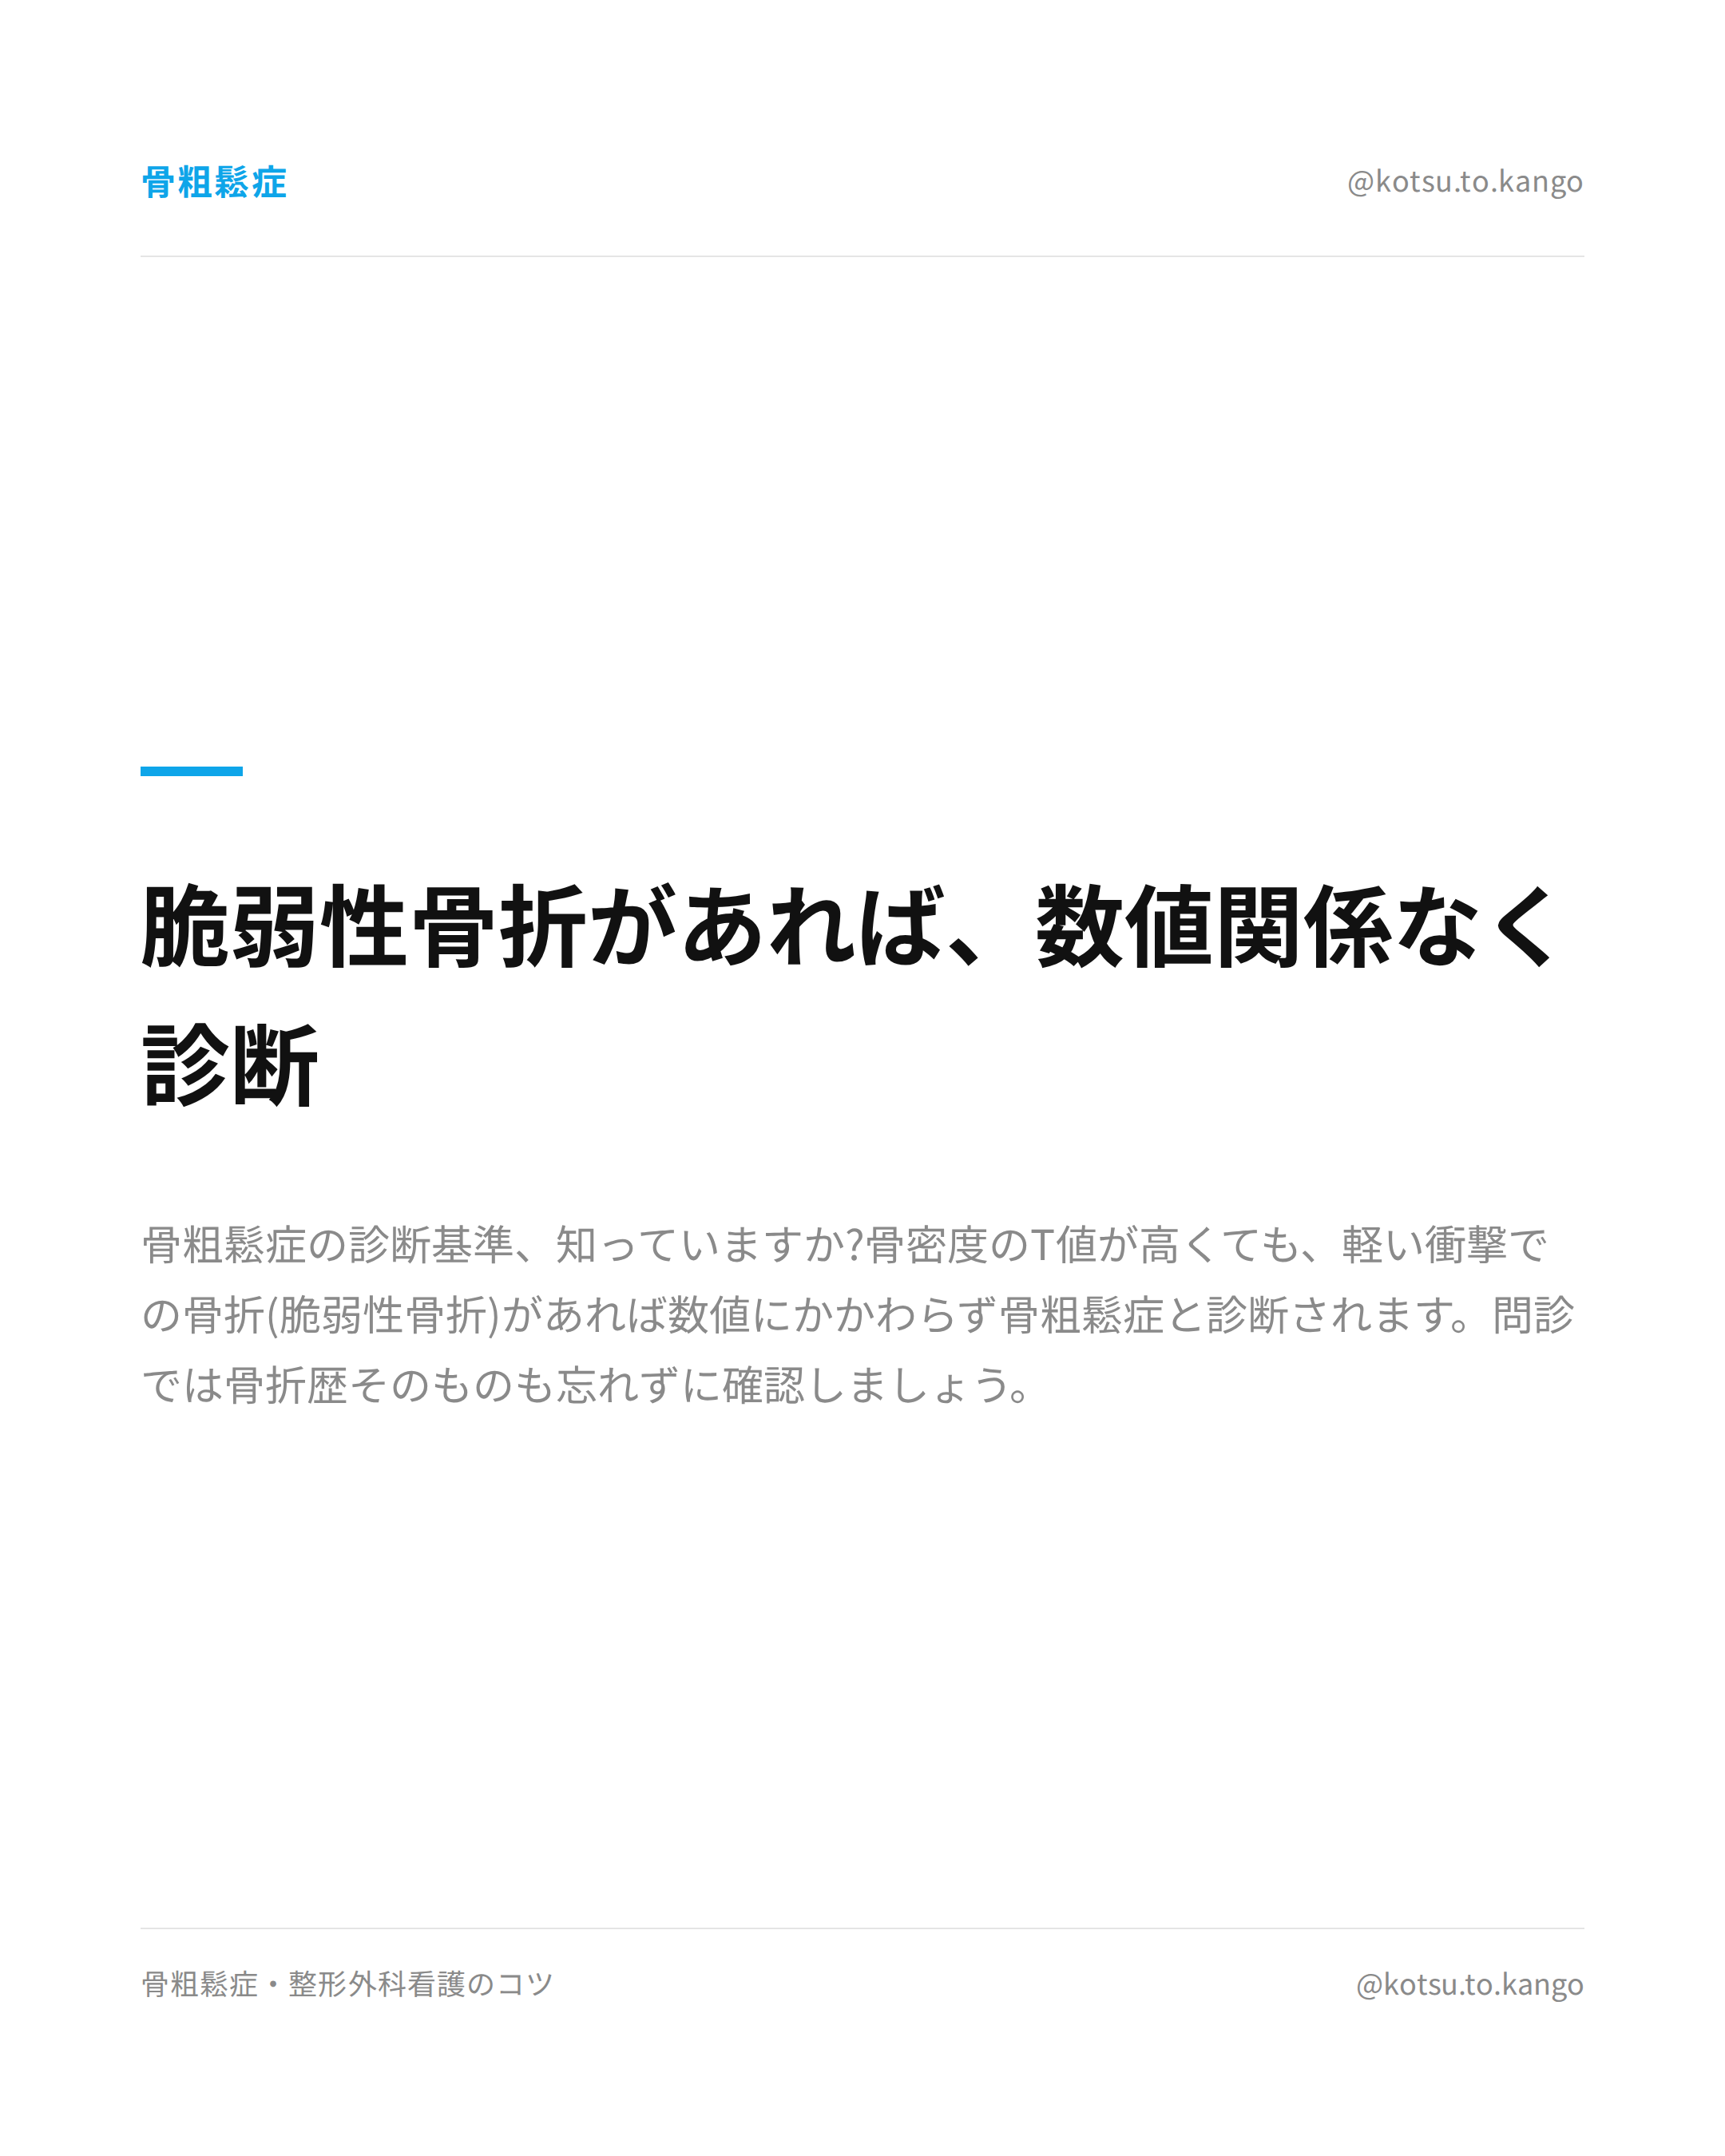 骨粗鬆症
@kotsu.to.kango
脆弱性骨折があれば、数値関係なく
診断
骨粗鬆症の診断基準、知っていますか?骨密度のT値が高くても、軽い衝撃で
の骨折(脆弱性骨折)があれば数値にかかわらず骨粗鬆症と診断されます。問診
では骨折歴そのものも忘れずに確認しましょう。
骨粗鬆症・整形外科看護のコツ
@kotsu.to.kango